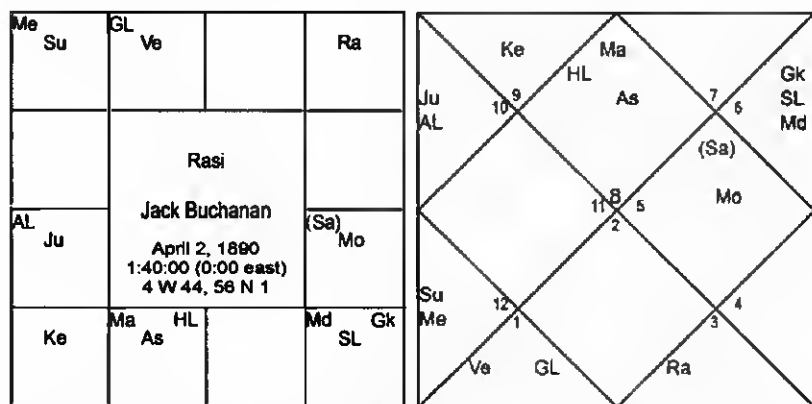 Me
Su
GL
Ve
Ra
Rasi
Jack Buchanan
April 2, 1890
1:40:00 (0:00 east)
4 W 44, 56 N 1
AL
Ju
(Sa)
Mo
Ke
Ma HL
As
Md Gk
SL
Ke
Ma
HL
As
Gk
SL
Md
Ju
AL
9
10
7
6
(Sa)
Mo
8
11
5
2
Su
Me
12
1
4
3
Ve
GL
Ra